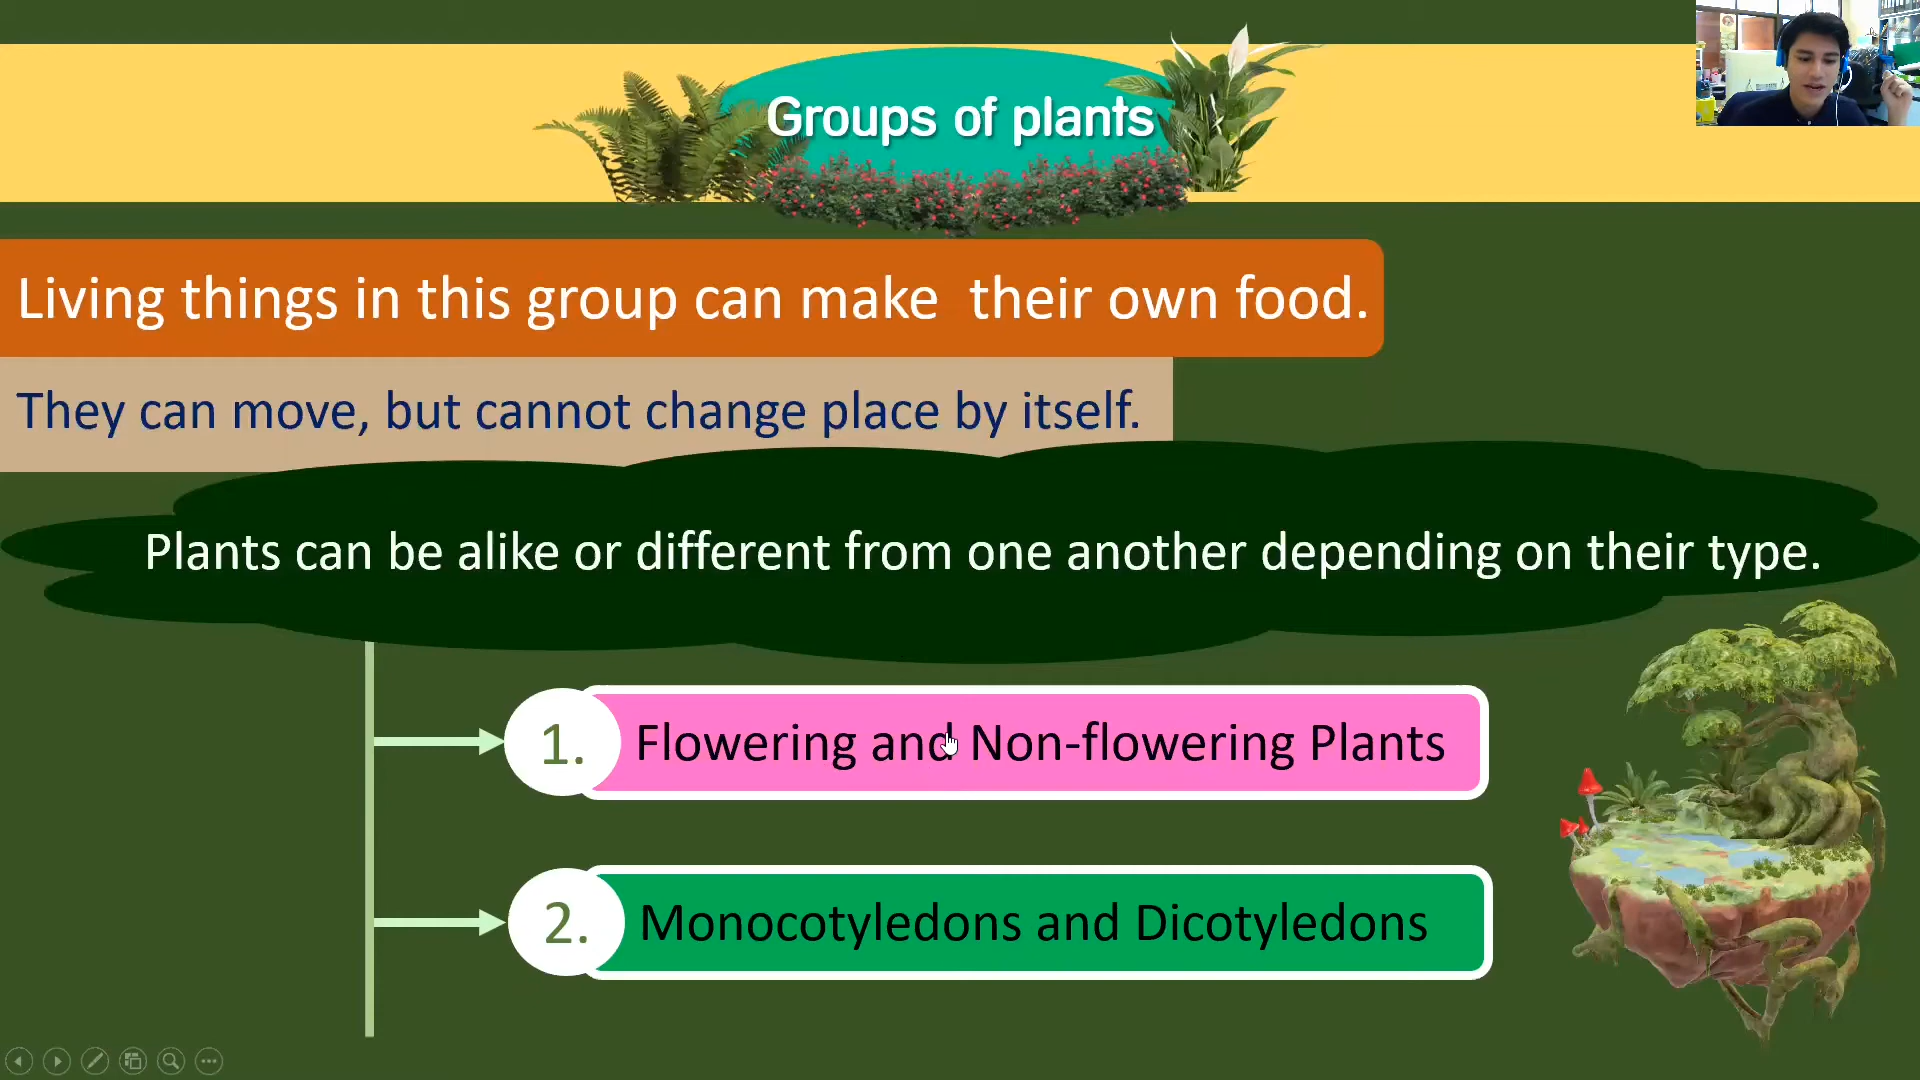 Groups of plants
Living things in this group can make  their own food.
They can move, but cannot change place by itself.
Plants can be alike or different from one another depending on their type.
1. Flowering and Non-flowering Plants
2. Monocotyledons and Dicotyledons